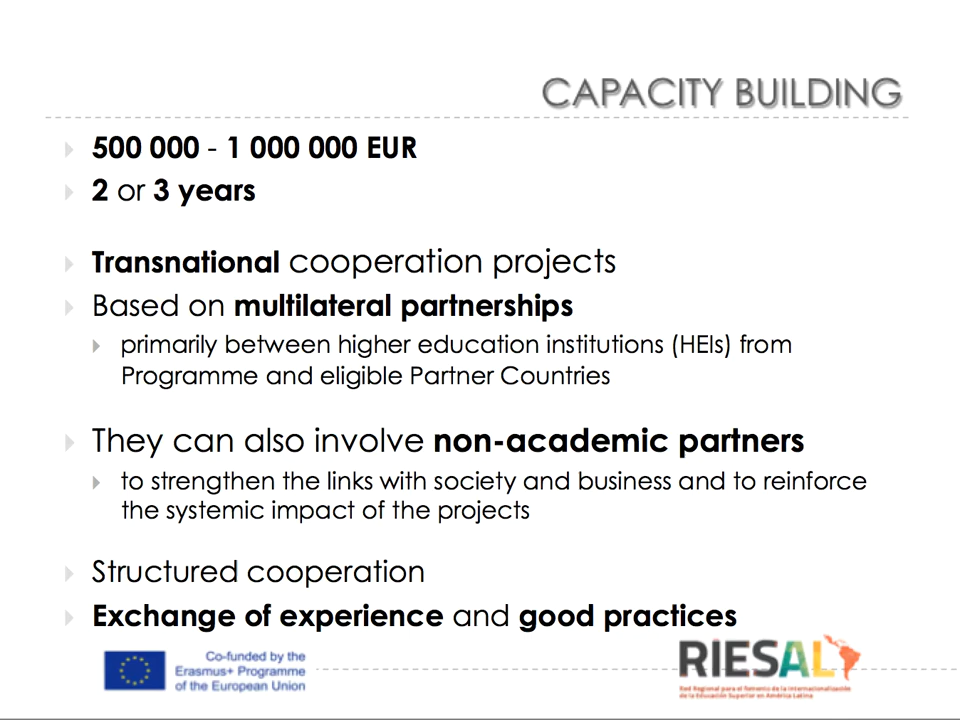 CAPACITY BUILDING
500 000 - 1 000 000 EUR
2 or 3 years
Transnational cooperation projects
Based on multilateral partnerships
primarily between higher education institutions (HEIs) from
Programme and eligible Partner Countries
They can also involve non-academic partners
to strengthen the links with society and business and to reinforce
the systemic impact of the projects
Structured cooperation
Exchange of experience and good practices
Co-funded by the
Erasmus+ Programme
of the European Union
RIESAL
Red Regional para el Fomento de la Internacionalización
de la Educación Superior en América Latina